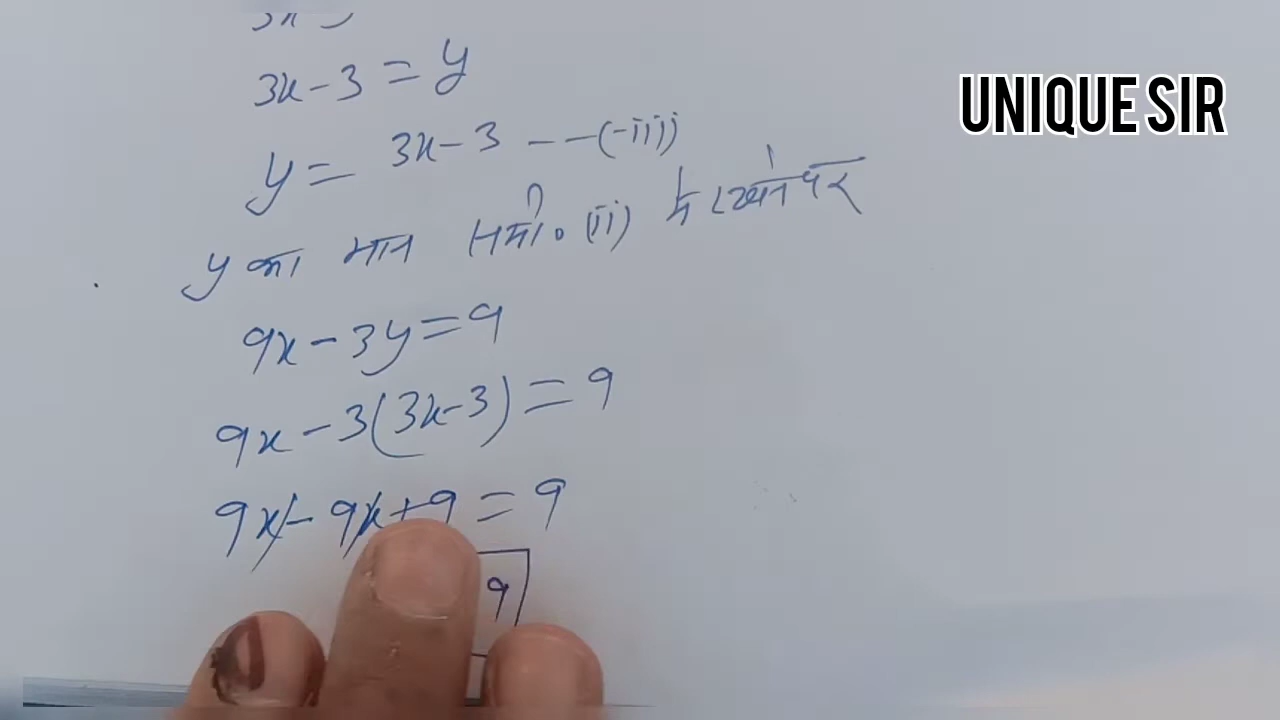 3x-3 = y
UNIQUE SIR
y = 3x-3 --(-iii)
y का मान समी० (ii) में रखने पर
9x-3y=9
9x-3(3x-3)=9
9x-9x+9=9
9